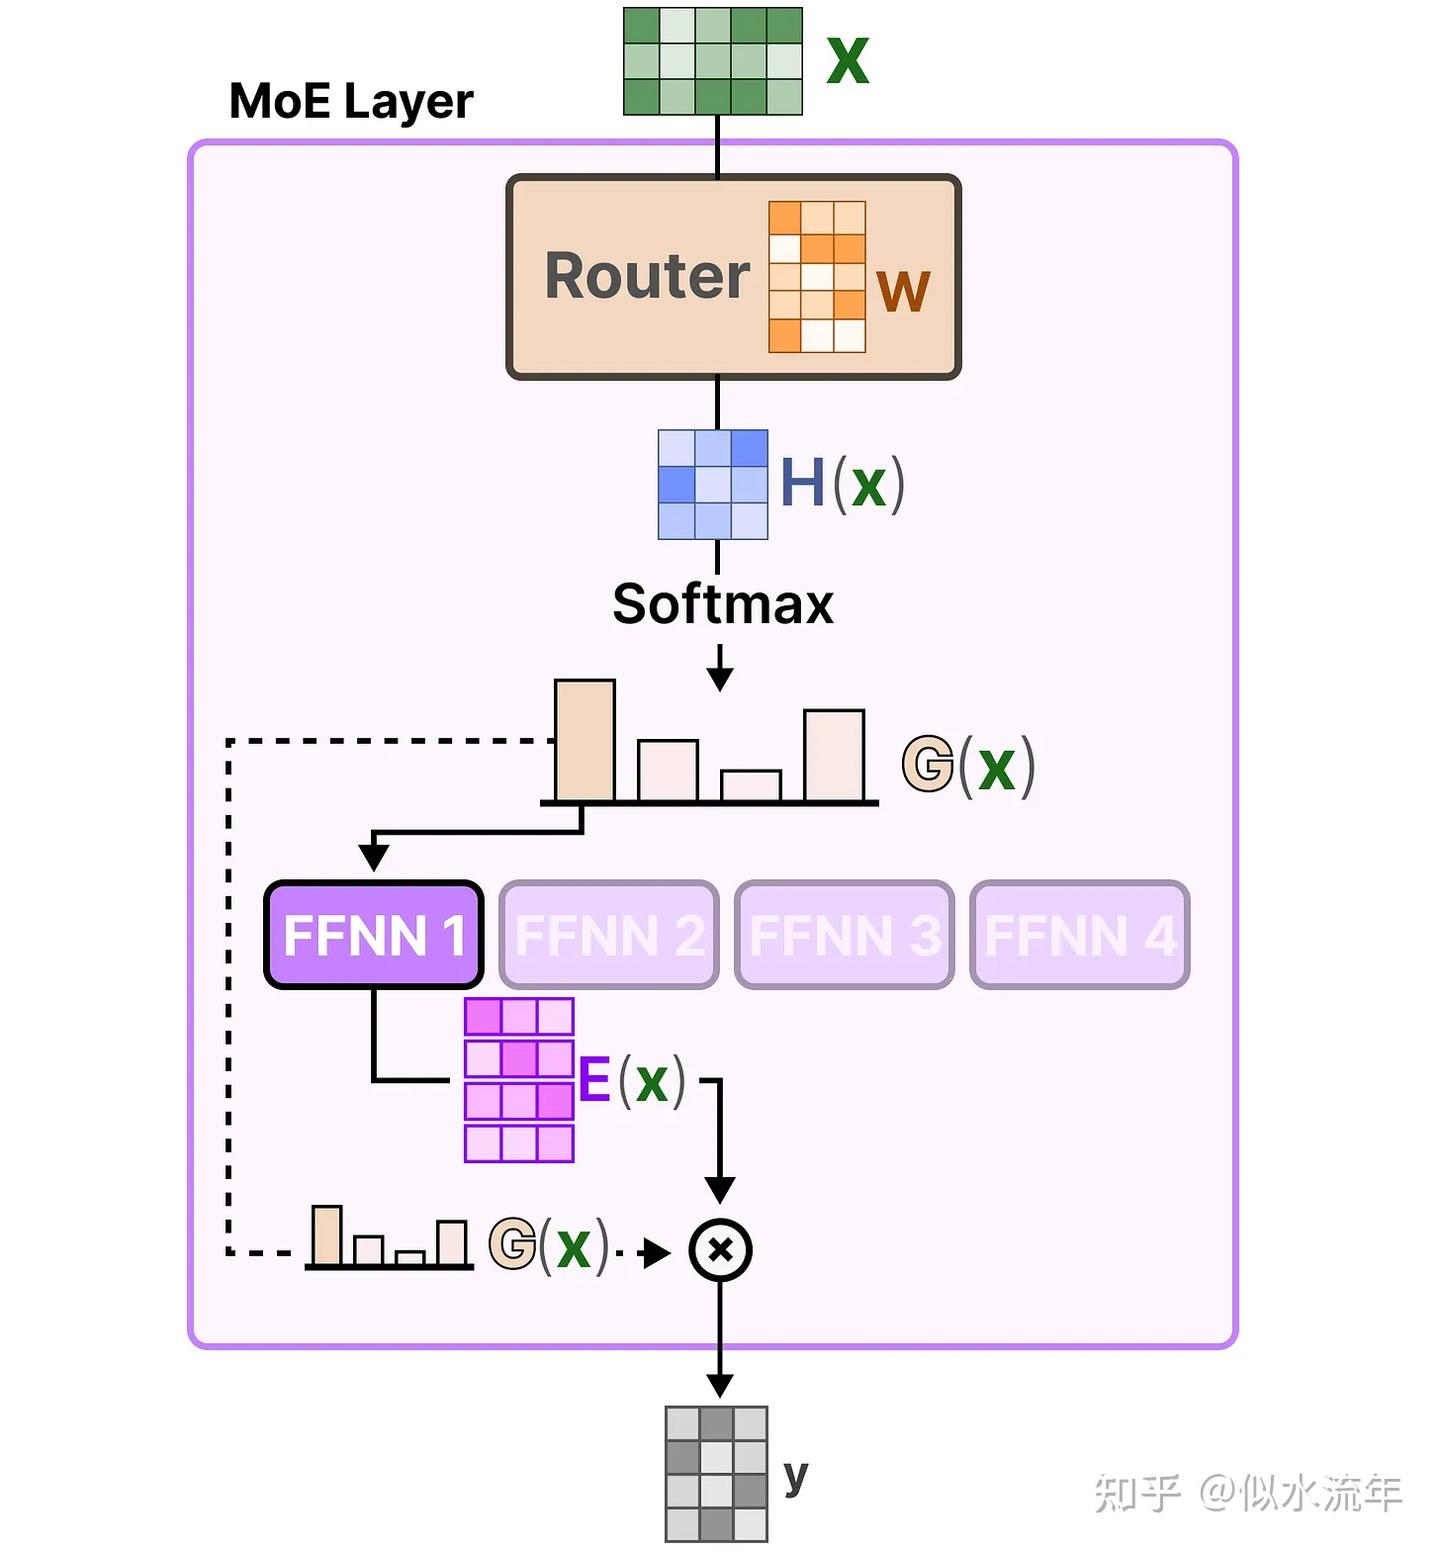 X
MoE Layer
Router
W
H(x)
Softmax
G(x)
FFNN 1
FFNN 2
FFNN 3
FFNN 4
E(x)
G(x)
y
知乎 @似水流年